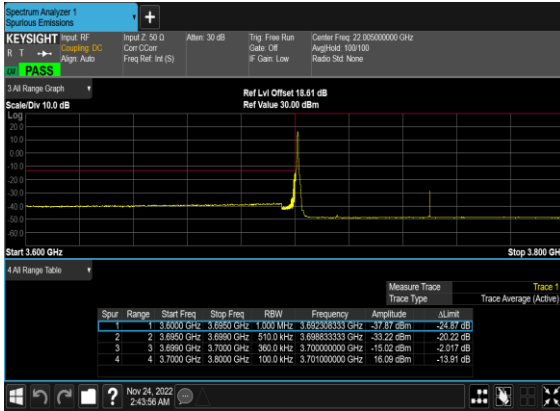 Spectrum Analyzer 1
Spurious Emissions
KEYSIGHT Input: RF Input Z: 50 Ω Atten: 30 dB Trig: Free Run Center Freq: 22.005000000 GHz
R T Coupling: DC Corr CCorr Gate: Off Avg|Hold: 100/100
Align: Auto Freq Ref: Int (S) IF Gain: Low Radio Std: None
PASS
3 All Range Graph
Ref Lvl Offset 18.61 dB
Scale/Div 10.0 dB Ref Value 30.00 dBm
Log
20.0
10.0
0.00
-10.0
-20.0
-30.0
-40.0
-50.0
-60.0
Start 3.600 GHz Stop 3.800 GH
4 All Range Table
Measure Trace Trace 1
Trace Type Trace Average (Active)
Spur Range Start Freq Stop Freq RBW Frequency Amplitude ΔLimit
1 1 3.6000 GHz 3.6950 GHz 1.000 MHz 3.692308333 GHz -37.87 dBm -24.87 dB
2 2 3.6950 GHz 3.6990 GHz 510.0 kHz 3.698833333 GHz -33.22 dBm -20.22 dB
3 3 3.6990 GHz 3.7000 GHz 360.0 kHz 3.700000000 GHz -15.02 dBm -2.017 dB
4 4 3.7000 GHz 3.8000 GHz 100.0 kHz 3.701000000 GHz 16.09 dBm -13.91 dB
Nov 24, 2022
2:43:56 AM